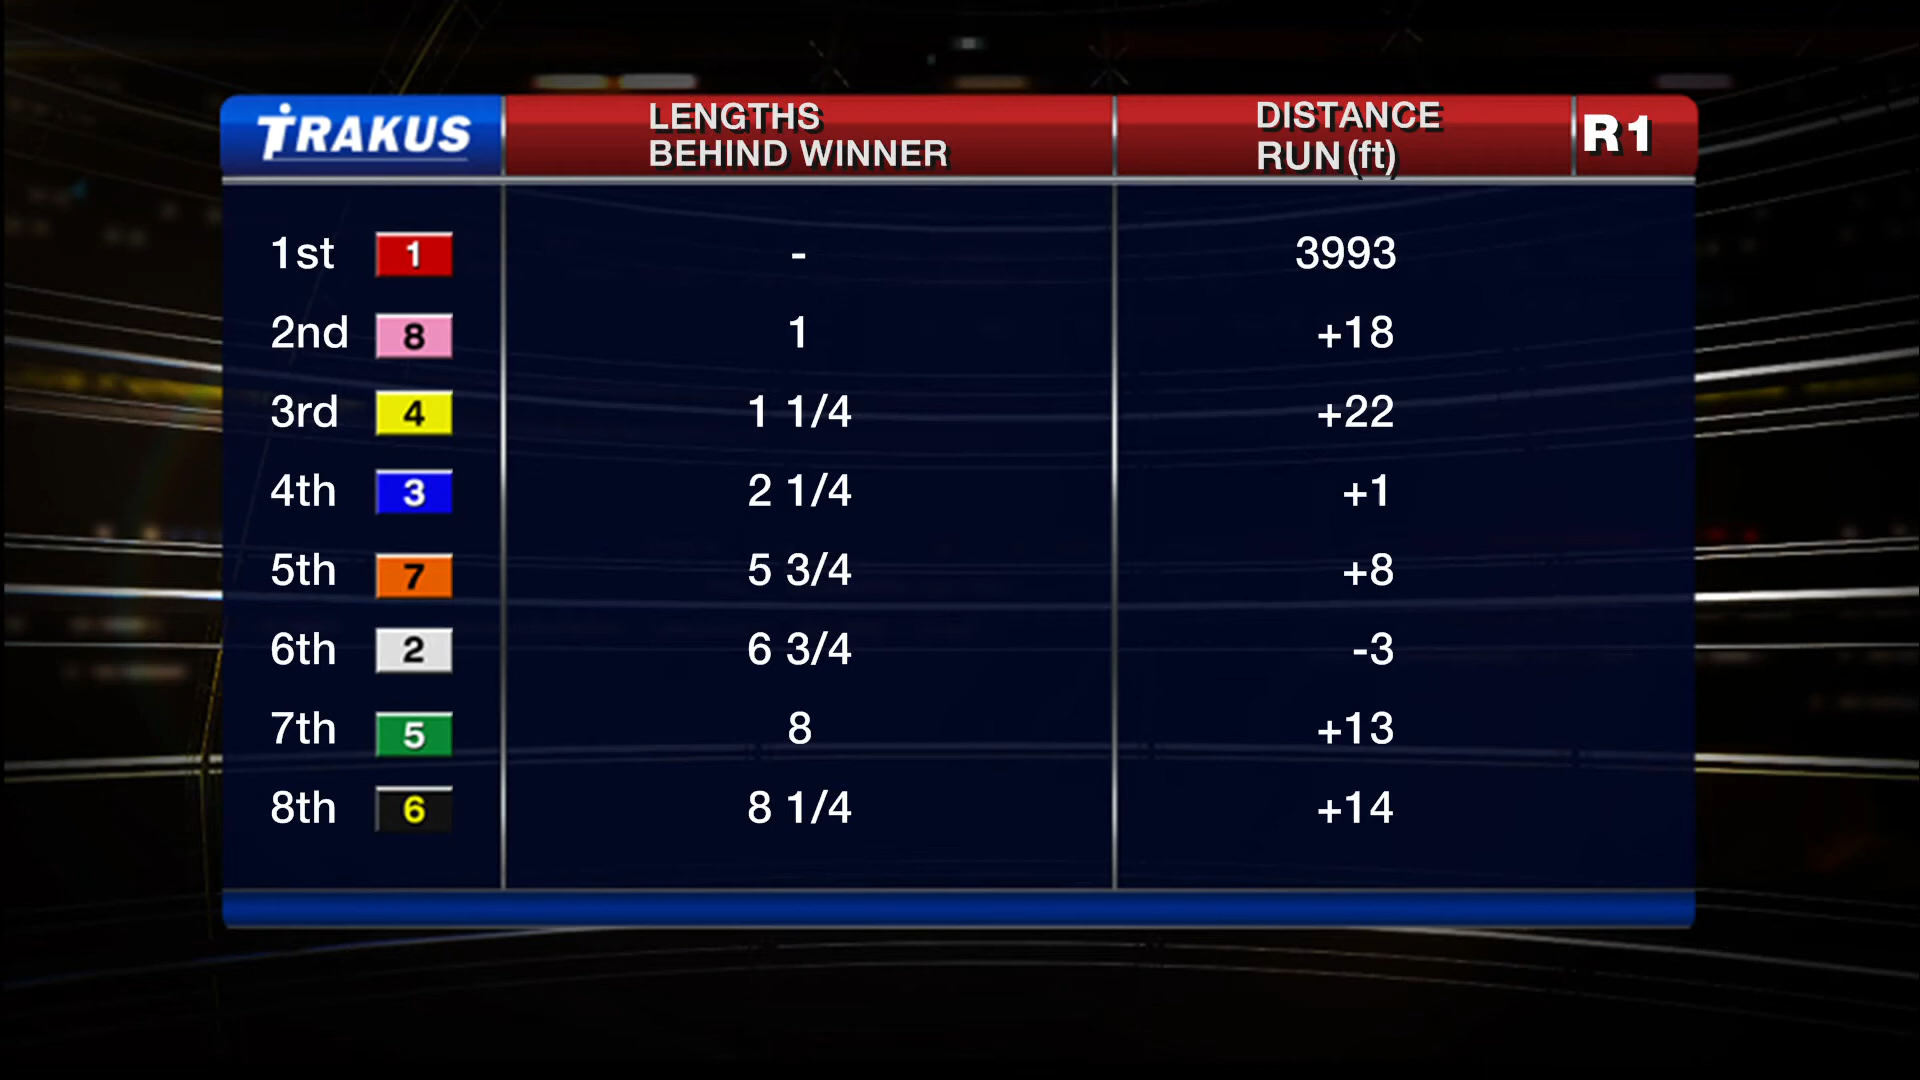 TRAKUS
LENGTHS
BEHIND WINNER
DISTANCE
RUN (ft)
R1
1st 1 - 3993
2nd 8 1 +18
3rd 4 1 1/4 +22
4th 3 2 1/4 +1
5th 7 5 3/4 +8
6th 2 6 3/4 -3
7th 5 8 +13
8th 6 8 1/4 +14